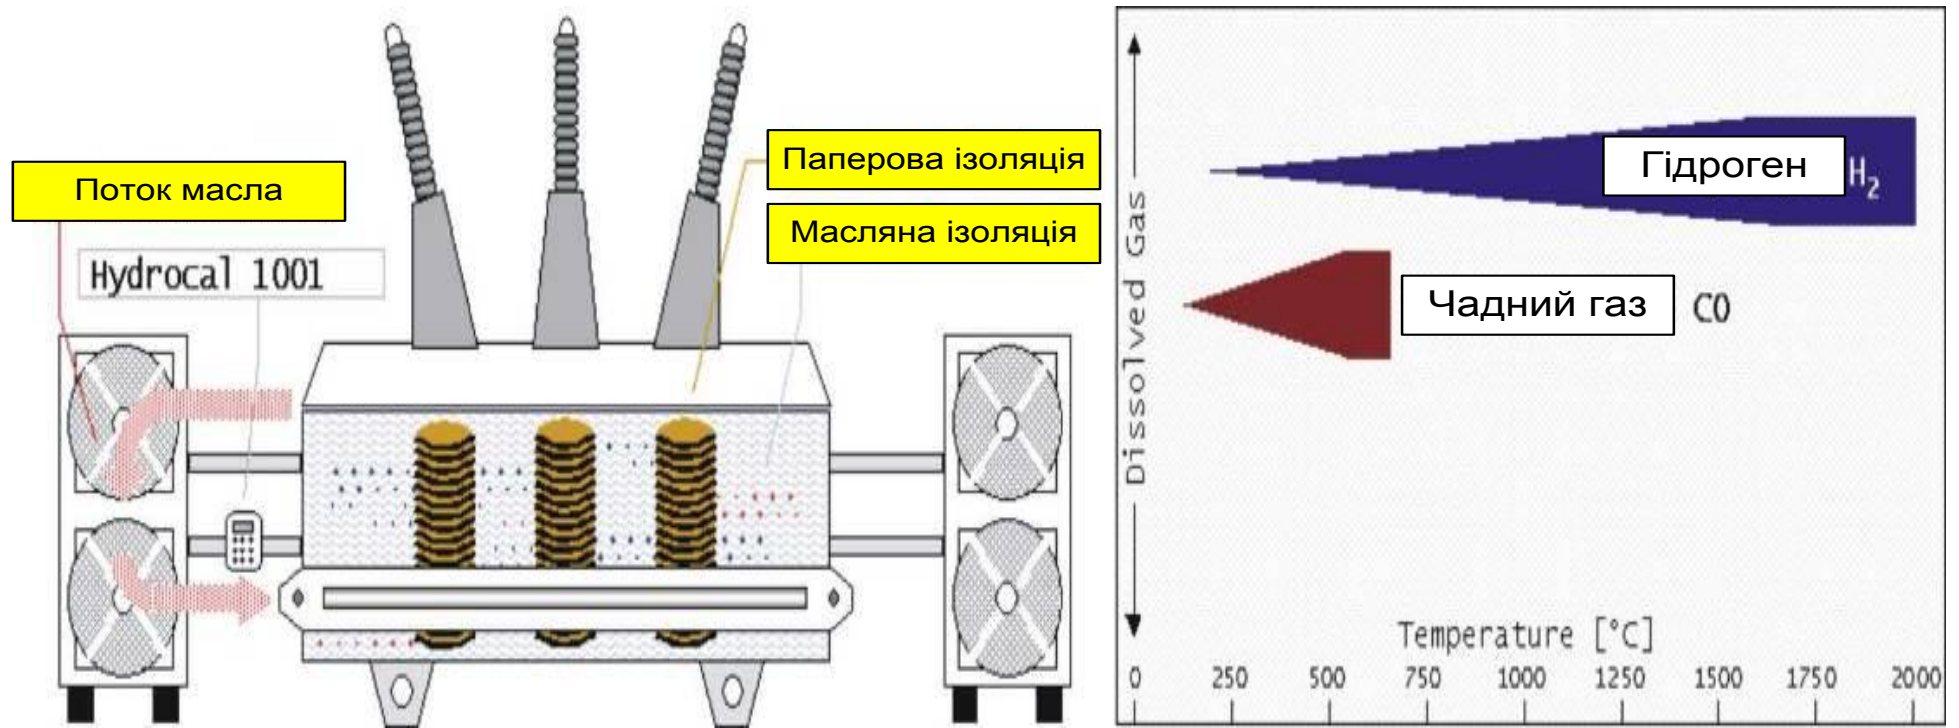 Паперова ізоляція
Поток масла
Масляна ізоляція
Hydrocal 1001
Dissolved Gas
Гідроген H₂
Чадний газ CO
Temperature [°C]
0 250 500 750 1000 1250 1500 1750 2000